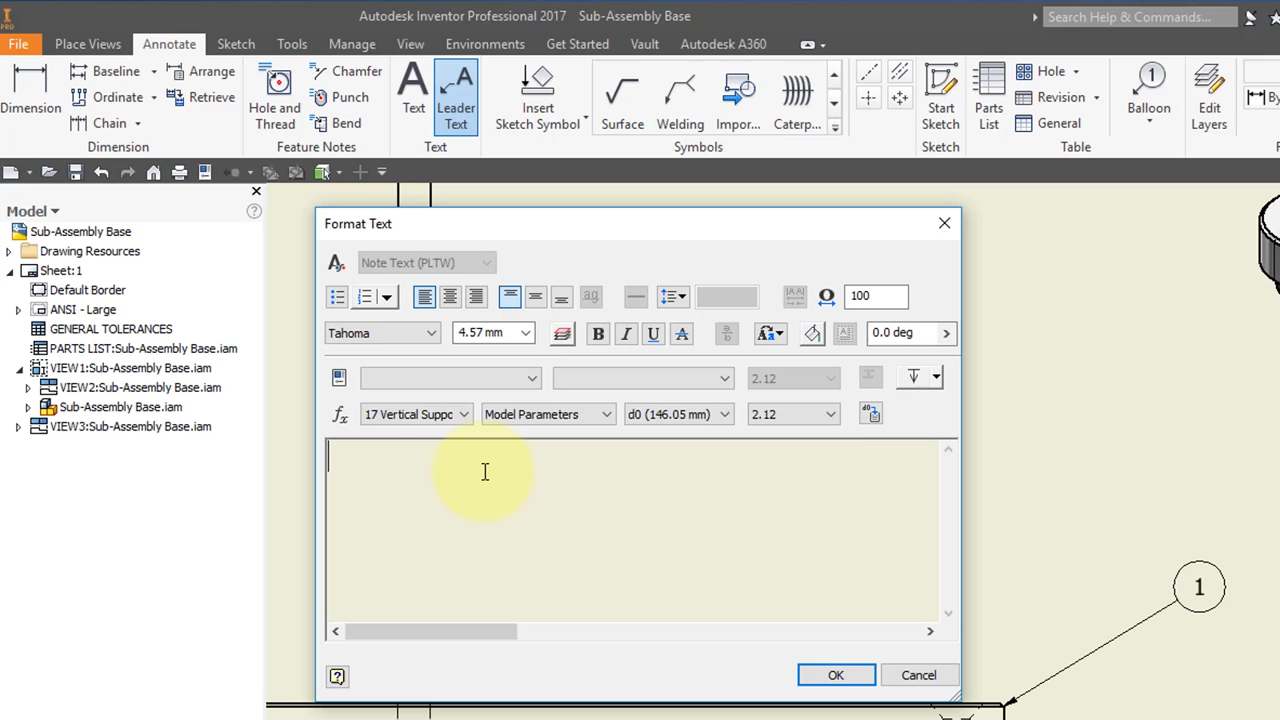 PRO
Autodesk Inventor Professional 2017 Sub-Assembly Base
Search Help & Commands...
File Place Views Annotate Sketch Tools Manage View Environments Get Started Vault Autodesk A360
Dimension
Baseline
Ordinate
Chain
Arrange
Retrieve
Dimension
Hole and
Thread
Chamfer
Punch
Bend
Feature Notes
Text
Leader
Text
Text
Insert
Sketch Symbol
Surface Welding Impor... Caterp...
Symbols
Start
Sketch
Sketch
Parts
List
Hole
Revision
General
Table
1
Balloon
Edit
Layers
By
Model
Sub-Assembly Base
Drawing Resources
Sheet:1
Default Border
ANSI - Large
GENERAL TOLERANCES
PARTS LIST:Sub-Assembly Base.iam
VIEW1:Sub-Assembly Base.iam
VIEW2:Sub-Assembly Base.iam
Sub-Assembly Base.iam
VIEW3:Sub-Assembly Base.iam
Format Text
Note Text (PLTW)
100
Tahoma 4.57 mm B I U A 0.0 deg
2.12
fx 17 Vertical Suppo Model Parameters d0 (146.05 mm) 2.12
OK Cancel
1